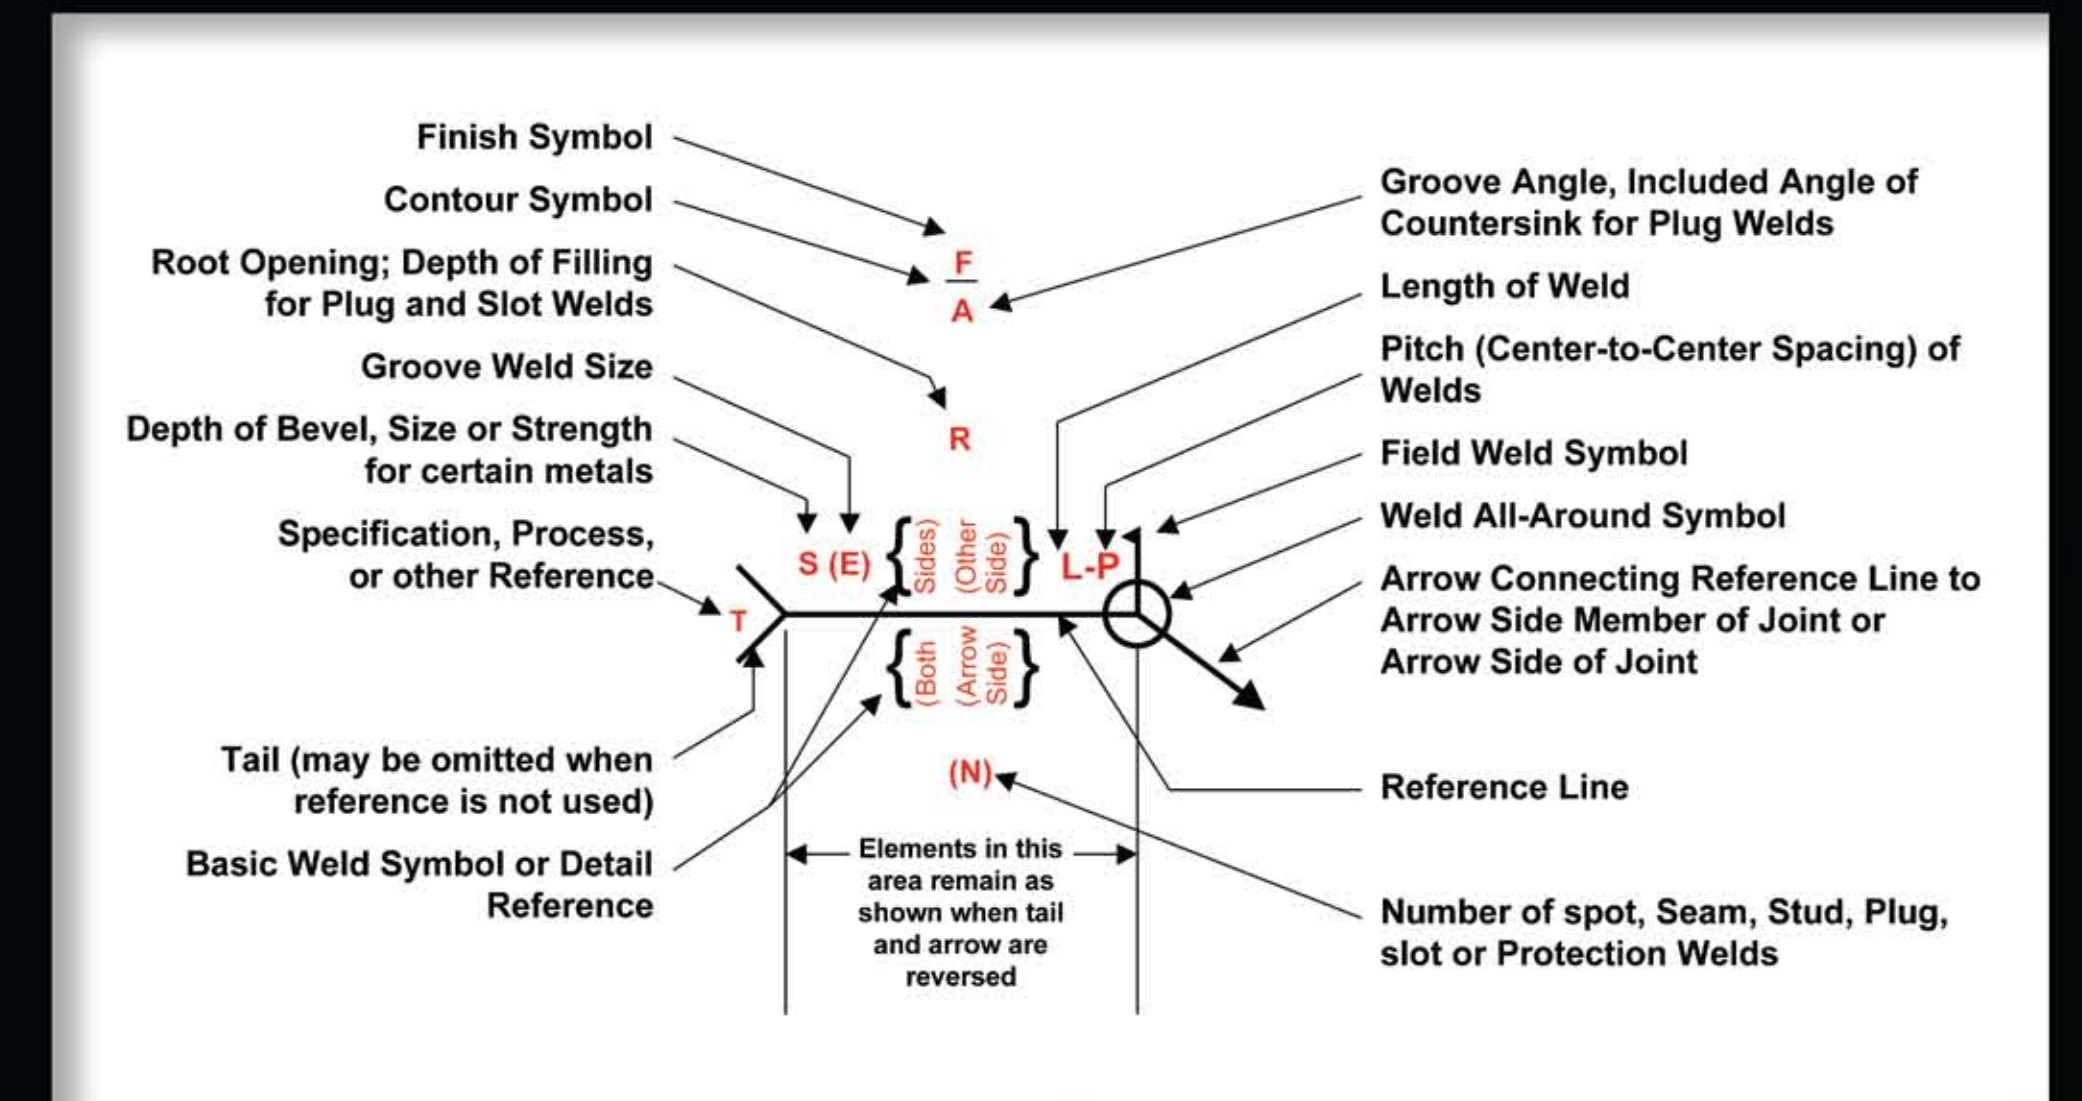 Finish Symbol
Contour Symbol
Root Opening; Depth of Filling
for Plug and Slot Welds
Groove Weld Size
Depth of Bevel, Size or Strength
for certain metals
Specification, Process,
or other Reference
Tail (may be omitted when
reference is not used)
Basic Weld Symbol or Detail
Reference
F
A
R
S (E)
{Sides)
(Other
Side)}
L-P
T
{(Both
(Arrow
Side)}
(N)
Elements in this
area remain as
shown when tail
and arrow are
reversed
Groove Angle, Included Angle of
Countersink for Plug Welds
Length of Weld
Pitch (Center-to-Center Spacing) of
Welds
Field Weld Symbol
Weld All-Around Symbol
Arrow Connecting Reference Line to
Arrow Side Member of Joint or
Arrow Side of Joint
Reference Line
Number of spot, Seam, Stud, Plug,
slot or Protection Welds